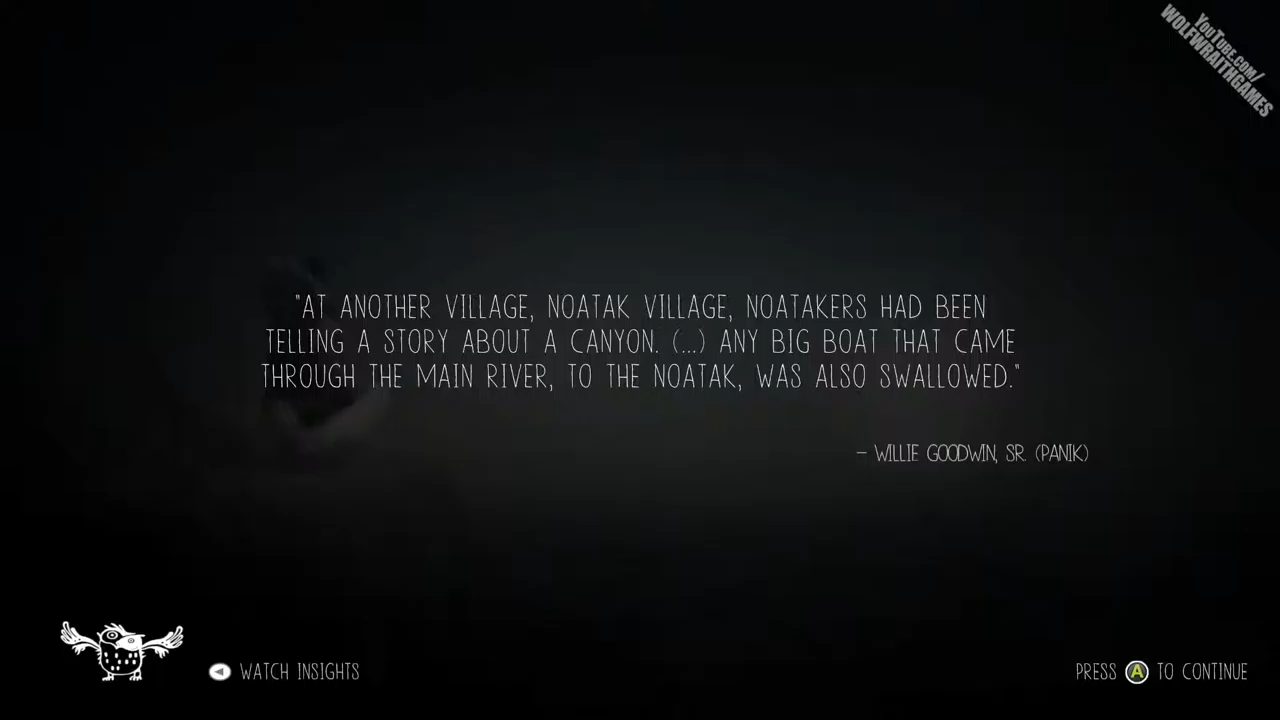 YouTube.com/
WOLFWRAITHGAMES
"AT ANOTHER VILLAGE, NOATAK VILLAGE, NOATAKERS HAD BEEN
TELLING A STORY ABOUT A CANYON. (...) ANY BIG BOAT THAT CAME
THROUGH THE MAIN RIVER, TO THE NOATAK, WAS ALSO SWALLOWED."
– WILLIE GOODWIN, SR. (PANIK)
WATCH INSIGHTS
PRESS A TO CONTINUE